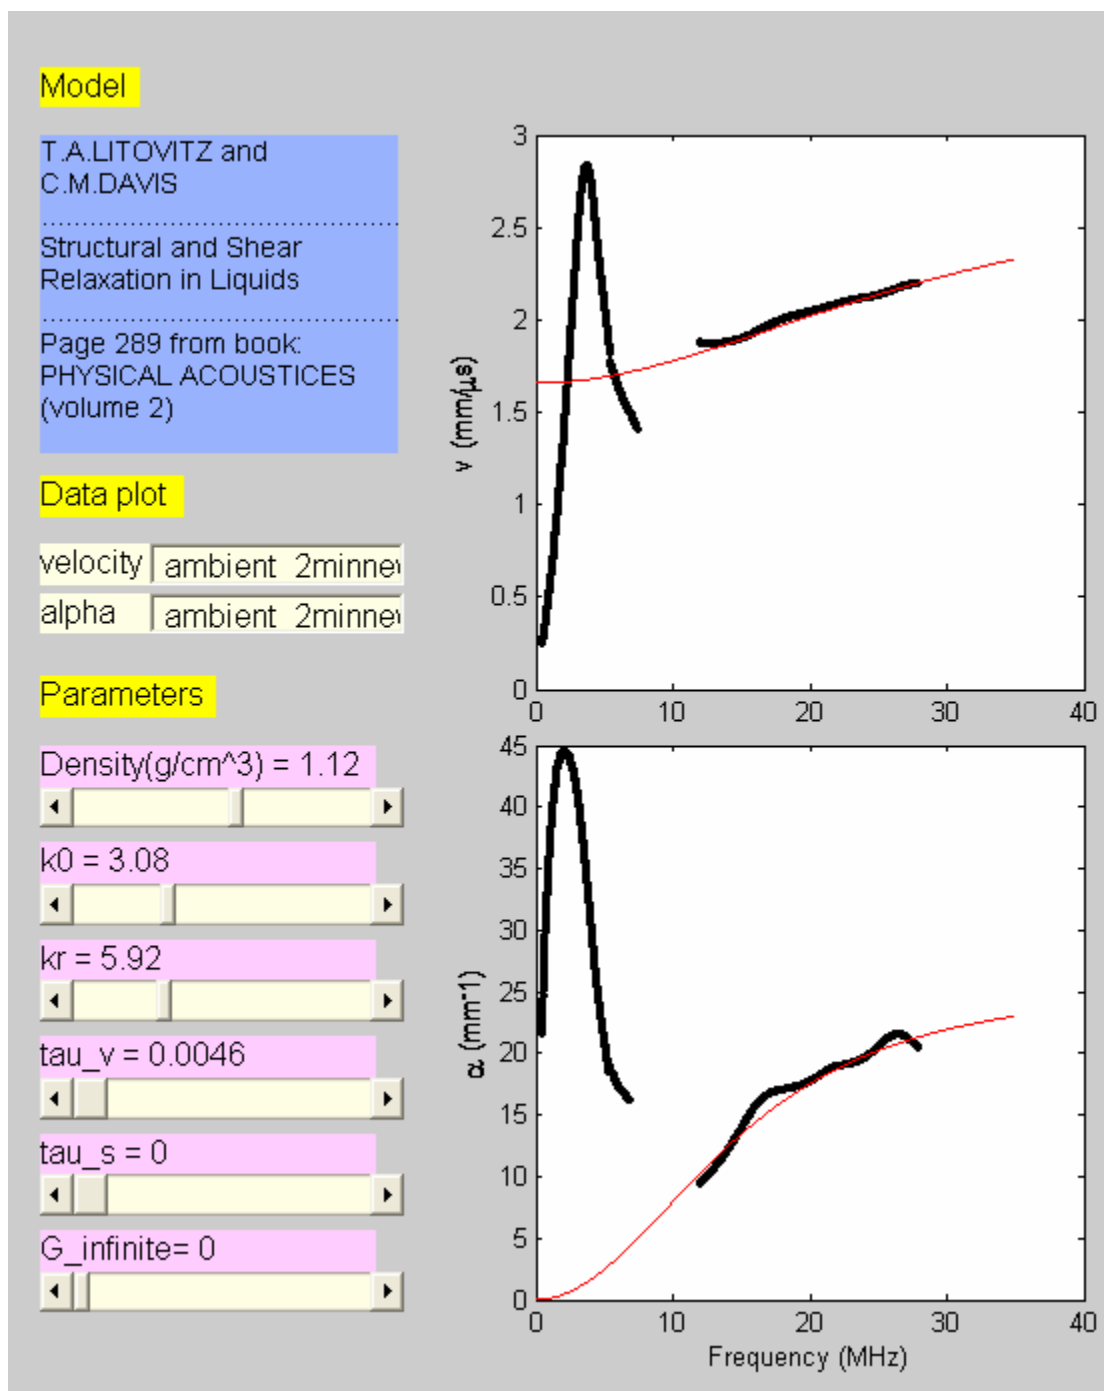 Model
T.A.LITOVITZ and
C.M.DAVIS
Structural and Shear
Relaxation in Liquids
Page 289 from book:
PHYSICAL ACOUSTICES
(volume 2)
Data plot
velocity ambient_2minnew
alpha ambient_2minnew
Parameters
Density(g/cm^3) = 1.12
k0 = 3.08
kr = 5.92
tau_v = 0.0046
tau_s = 0
G_infinite= 0
3
2.5
2
1.5
1
0.5
0
v (mm/μs)
0 10 20 30 40
45
40
35
30
25
20
15
10
5
0
α (mm-1)
0 10 20 30 40
Frequency (MHz)